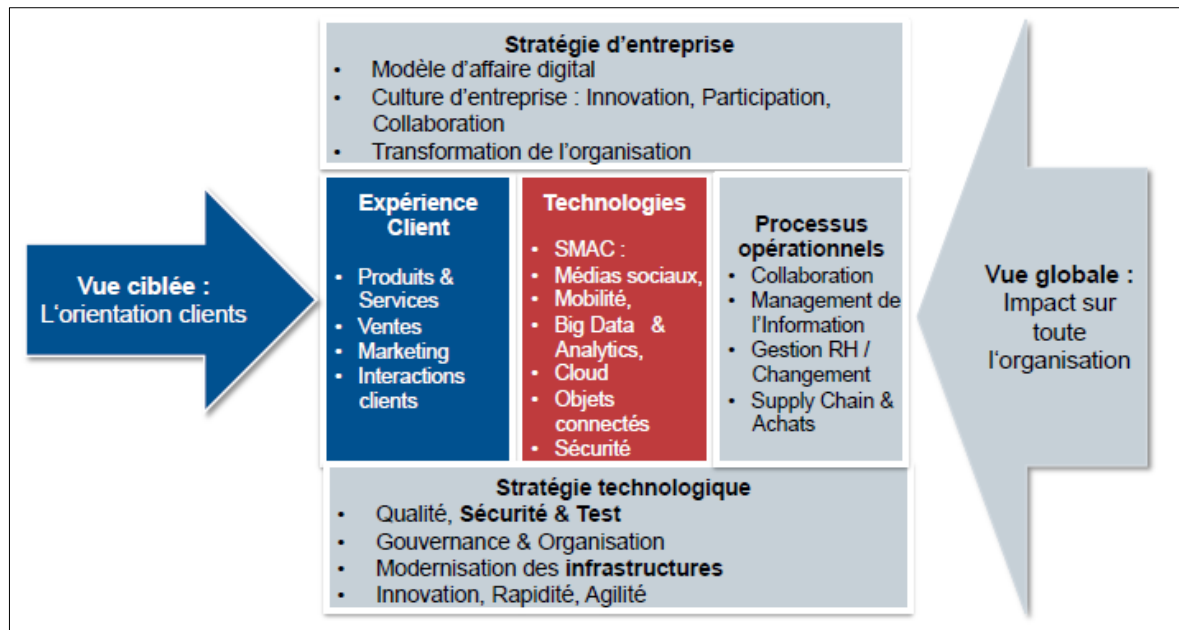 Stratégie d'entreprise
• Modèle d'affaire digital
• Culture d'entreprise : Innovation, Participation,
Collaboration
• Transformation de l'organisation
Vue ciblée :
L'orientation clients
Expérience
Client
• Produits &
Services
• Ventes
• Marketing
• Interactions
clients
Technologies
• SMAC :
• Médias sociaux,
• Mobilité,
• Big Data &
Analytics,
• Cloud
• Objets
connectés
• Sécurité
Processus
opérationnels
• Collaboration
• Management de
l'Information
• Gestion RH /
Changement
• Supply Chain &
Achats
Vue globale :
Impact sur
toute
l'organisation
Stratégie technologique
• Qualité, Sécurité & Test
• Gouvernance & Organisation
• Modernisation des infrastructures
• Innovation, Rapidité, Agilité